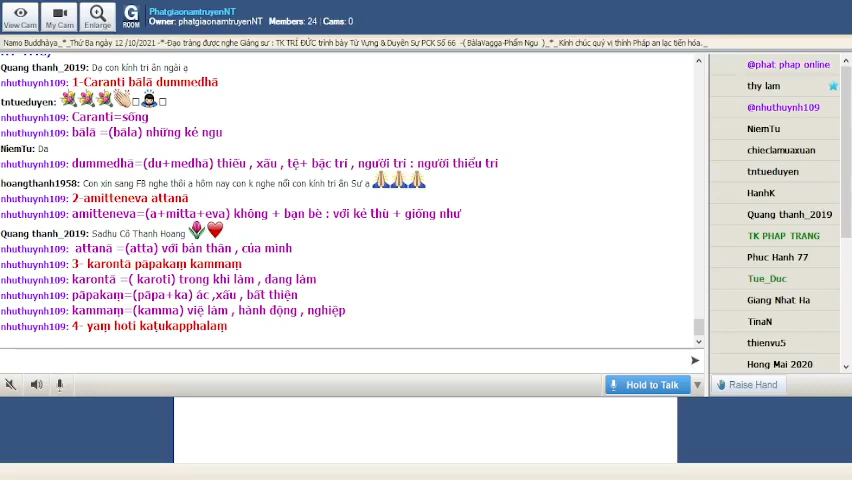 View Cam
My Cam
Enlarge
G
ROOM
PhatgiaonamtruyenNT
Owner: phatgiaonamtruyenNT Members: 24 | Cams: 0
Namo Buddhàya_*_Thứ Ba ngày 12 /10/2021 -*-Đạo tràng được nghe Giảng sư : TK TRÍ ĐỨC trình bày Từ Vựng & Duyên Sự PCK Số 66 -( BàlaVagga-Phẩm Ngu )_*_ Kính chúc quý vị thính Pháp an lạc tiến hóa._
Quang thanh_2019: Dạ con kính tri ân ngài ạ
nhuthuynh109: 1-Caranti bālā dummedhā
tntueduyen:
nhuthuynh109: Caranti=sống
nhuthuynh109: bālā =(bāla) những kẻ ngu
NiemTu: Dạ
nhuthuynh109: dummedhā=(du+medhā) thiếu , xấu , tệ+ bậc trí , người trí : người thiểu trí
hoangthanh1958: Con xin sang FB nghe thôi ạ hôm nay con k nghe nổi con kính tri ân Sư ạ
nhuthuynh109: 2-amitteneva attanā
nhuthuynh109: amitteneva=(a+mitta+eva) không + bạn bè : với kẻ thù + giống như
Quang thanh_2019: Sadhu Cô Thanh Hoang
nhuthuynh109: attanā =(atta) với bản thân , của mình
nhuthuynh109: 3- karontā pāpakaṃ kammaṃ
nhuthuynh109: karontā =( karoti) trong khi làm , đang làm
nhuthuynh109: pāpakaṃ=(pāpa+ka) ác ,xấu , bất thiện
nhuthuynh109: kammaṃ=(kamma) việ làm , hành động , nghiệp
nhuthuynh109: 4- yaṃ hoti kaṭukapphalaṃ
@phat phap online
thy lam
@nhuthuynh109
NiemTu
chieclamuaxuan
tntueduyen
HanhK
Quang thanh_2019
TK PHAP TRANG
Phuc Hanh 77
Tue_Duc
Giang Nhat Ha
TinaN
thienvu5
Hong Mai 2020
Hold to Talk
Raise Hand